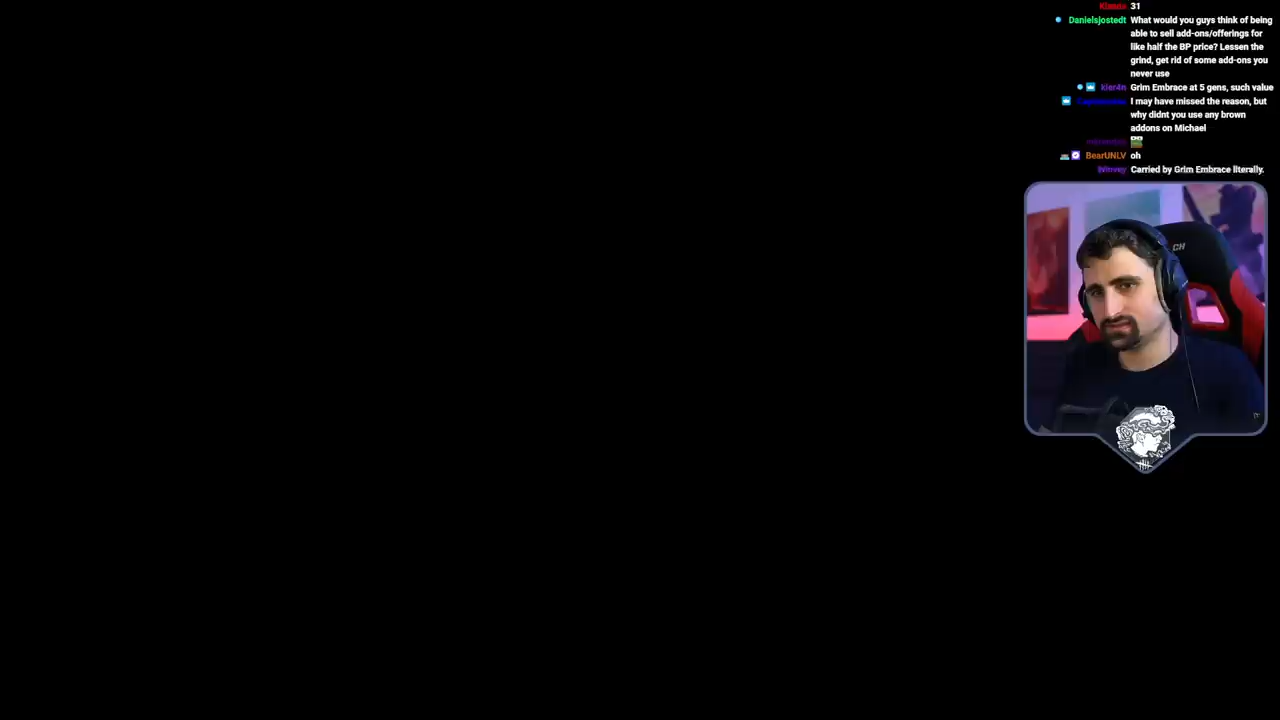 31
Danielsjostedt What would you guys think of being
able to sell add-ons/offerings for
like half the BP price? Lessen the
grind, get rid of some add-ons you
never use
kier4n Grim Embrace at 5 gens, such value
I may have missed the reason, but
why didnt you use any brown
addons on Michael
BearUNLV oh
Carried by Grim Embrace literally.
CH